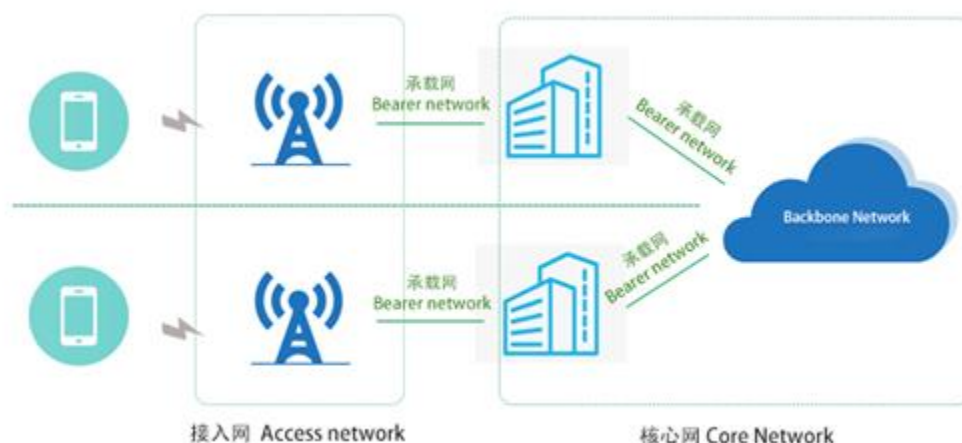 承载网
Bearer network
承载网
Bearer network
Backbone Network
承载网
Bearer network
承载网
Bearer network
接入网 Access network
核心网 Core Network